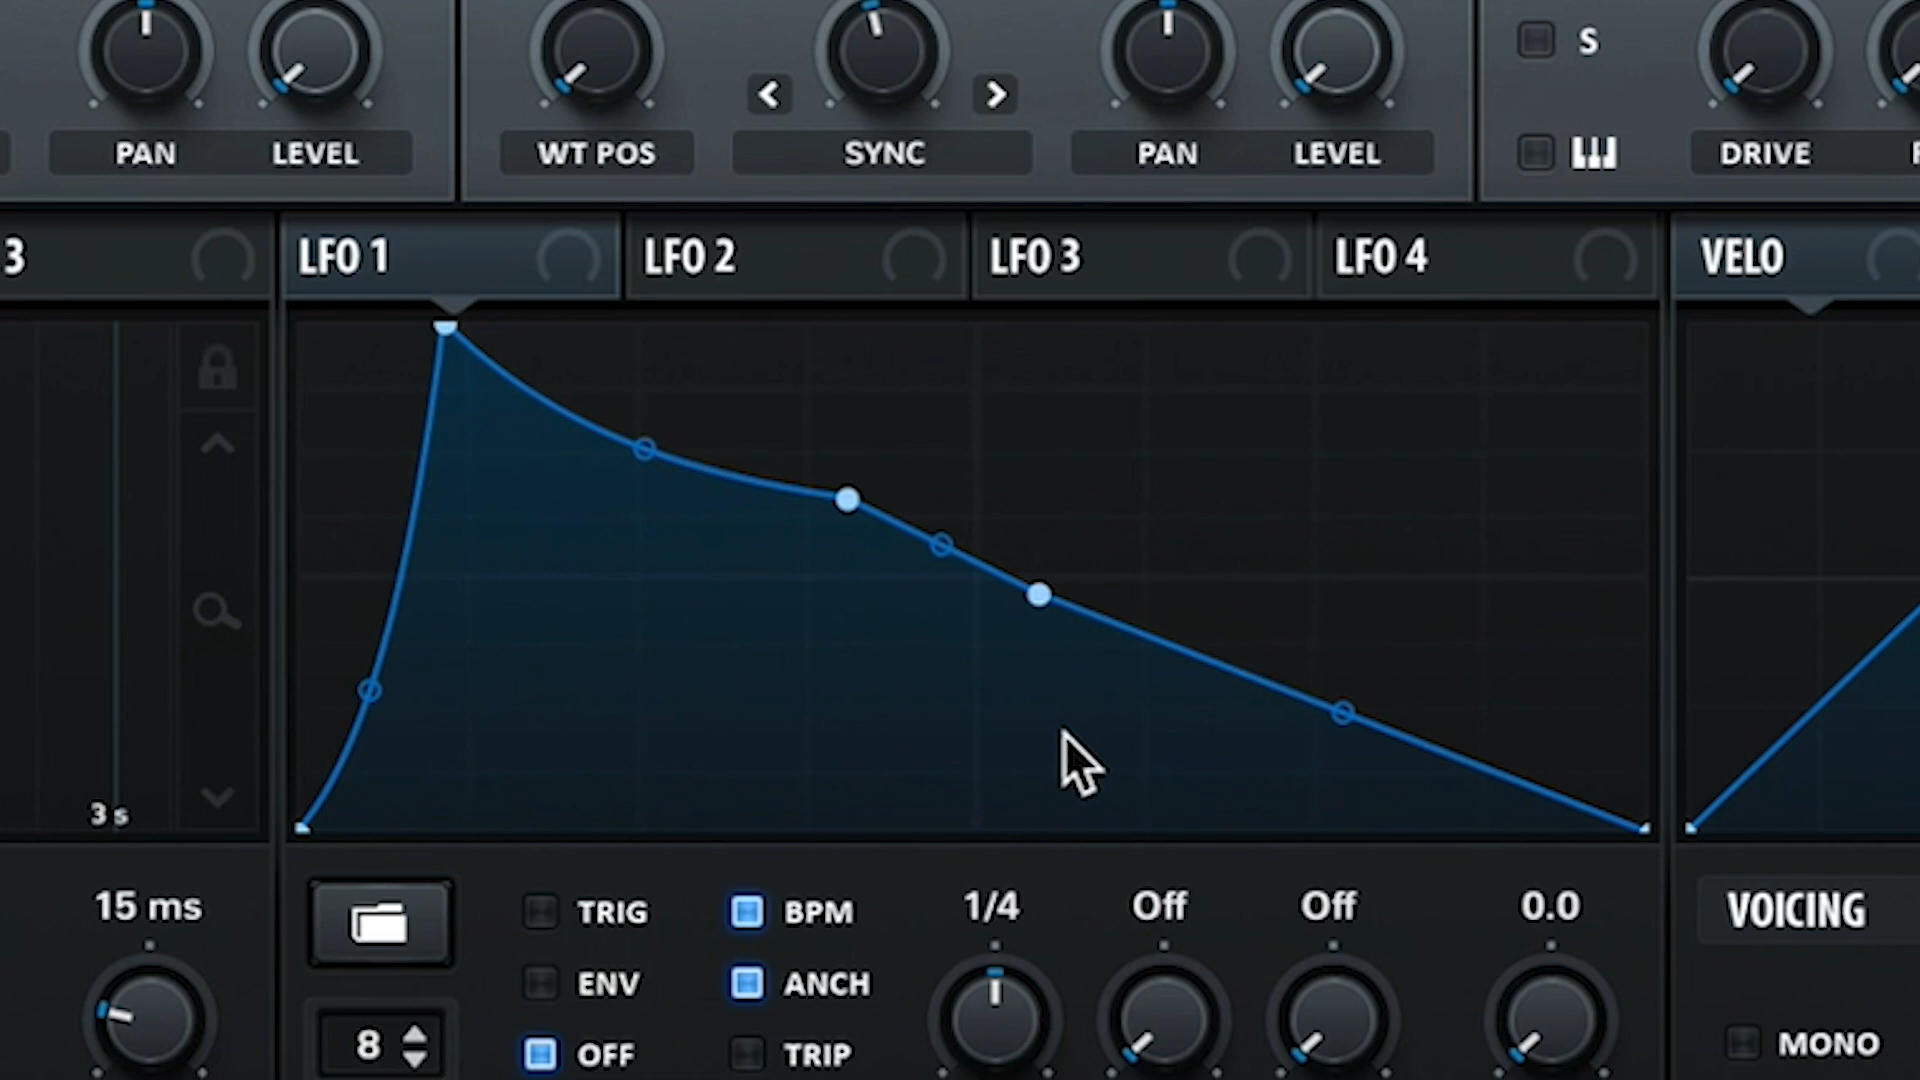 S
PAN LEVEL WT POS SYNC PAN LEVEL DRIVE
3 LFO 1 LFO 2 LFO 3 LFO 4 VELO
3 s
15 ms TRIG BPM 1/4 Off Off 0.0 VOICING
ENV ANCH
8 OFF TRIP MONO